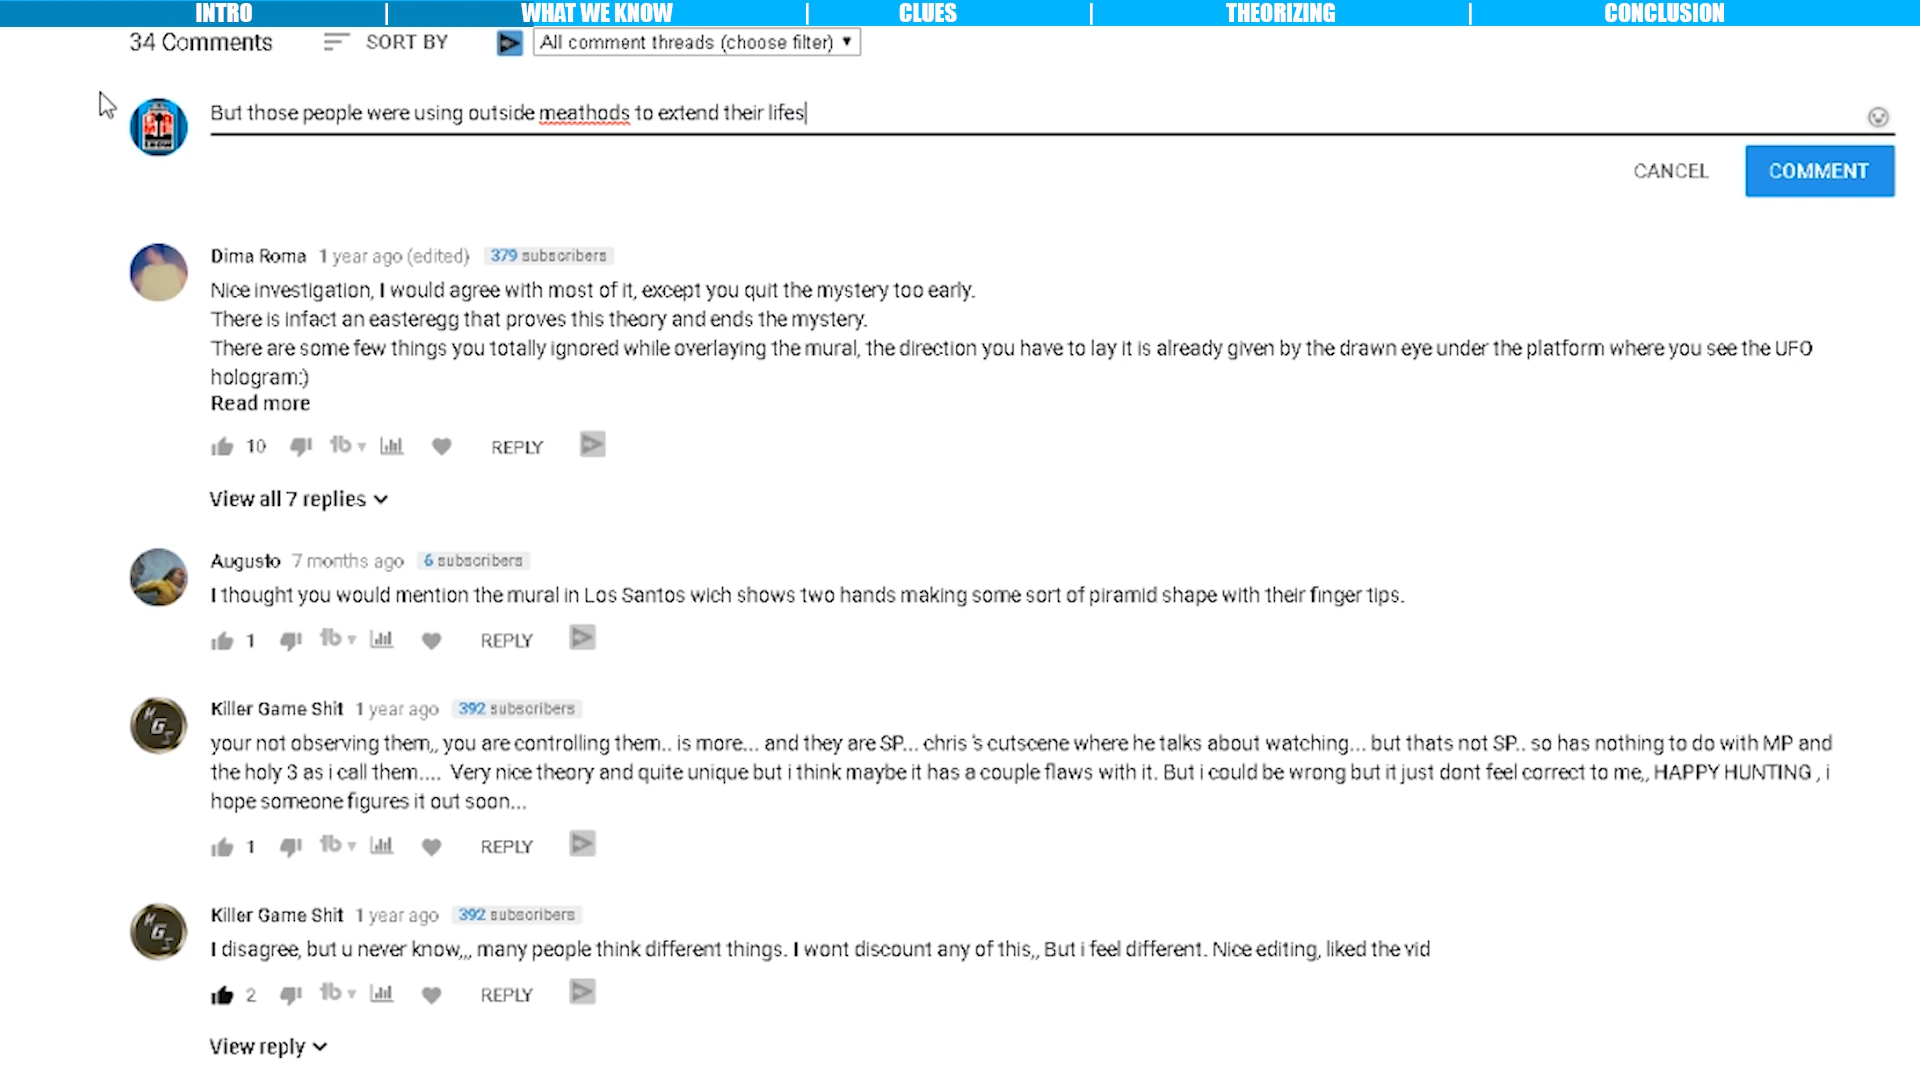 INTRO | WHAT WE KNOW | CLUES | THEORIZING | CONCLUSION
34 Comments SORT BY All comment threads (choose filter)
But those people were using outside meathods to extend their lifes
CANCEL COMMENT
Dima Roma 1 year ago (edited) 379 subscribers
Nice investigation, I would agree with most of it, except you quit the mystery too early.
There is infact an easteregg that proves this theory and ends the mystery.
There are some few things you totally ignored while overlaying the mural, the direction you have to lay it is already given by the drawn eye under the platform where you see the UFO
hologram:)
Read more
10 REPLY
View all 7 replies
Augusto 7 months ago 6 subscribers
I thought you would mention the mural in Los Santos wich shows two hands making some sort of piramid shape with their finger tips.
1 REPLY
Killer Game Shit 1 year ago 392 subscribers
your not observing them,, you are controlling them.. is more... and they are SP... chris 's cutscene where he talks about watching... but thats not SP.. so has nothing to do with MP and
the holy 3 as i call them.... Very nice theory and quite unique but i think maybe it has a couple flaws with it. But i could be wrong but it just dont feel correct to me,, HAPPY HUNTING , i
hope someone figures it out soon...
1 REPLY
Killer Game Shit 1 year ago 392 subscribers
I disagree, but u never know,,, many people think different things. I wont discount any of this,, But i feel different. Nice editing, liked the vid
2 REPLY
View reply